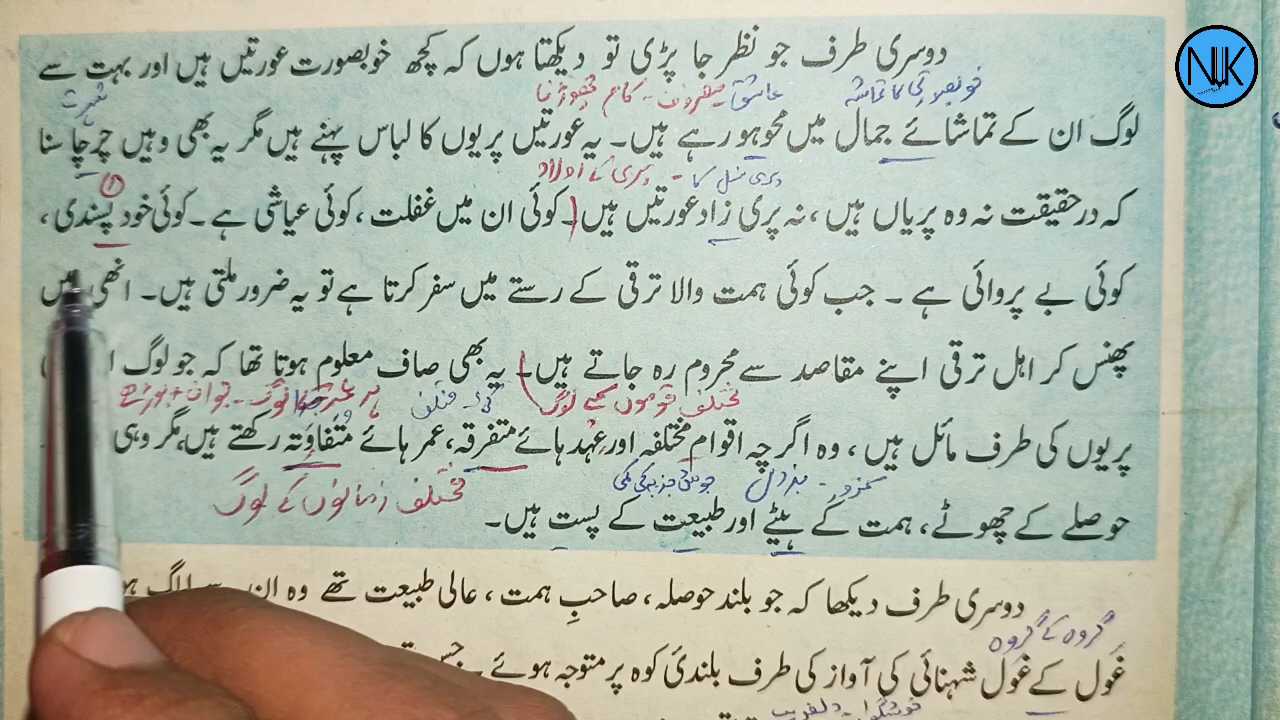 NK
دوسری طرف جو نظر جا پڑی تو دیکھتا ہوں کہ کچھ خوبصورت عورتیں ہیں اور بہت سے
شہرت
لوگ ان کے تماشائے جمال میں محو ہو رہے ہیں۔ یہ عورتیں پریوں کا لباس پہنے ہیں مگر یہ بھی وہیں چرچا سنا
پری نسل کا - پری کے اولاد
کہ درحقیقت نہ وہ پریاں ہیں، نہ پری زاد عورتیں ہیں۔ کوئی ان میں غفلت، کوئی عیاشی ہے۔ کوئی خود پسندی،
کوئی بے پروائی ہے۔ جب کوئی ہمت والا ترقی کے رستے میں سفر کرتا ہے تو یہ ضرور ملتی ہیں۔ انھی میں
پھنس کر اہل ترقی اپنے مقاصد سے محروم رہ جاتے ہیں۔ یہ بھی صاف معلوم ہوتا تھا کہ جو لوگ
مختلف قوموں کے لوگ
پریوں کی طرف مائل ہیں، وہ اگرچہ اقوام مختلفہ اور عہد ہائے متفرقہ، عمر ہائے متفاوتہ رکھتے ہیں، مگر وہی
کمزور - بزدل
مختلف زمانوں کے لوگ
حوصلے کے چھوٹے، ہمت کے ہیٹے اور طبیعت کے پست ہیں۔
دوسری طرف دیکھا کہ جو بلند حوصلہ، صاحبِ ہمت، عالی طبیعت تھے وہ ان
گروہ کے گروہ
غول کے غول شہنائی کی آواز کی طرف بلندیٔ کوہ پر متوجہ ہوئے